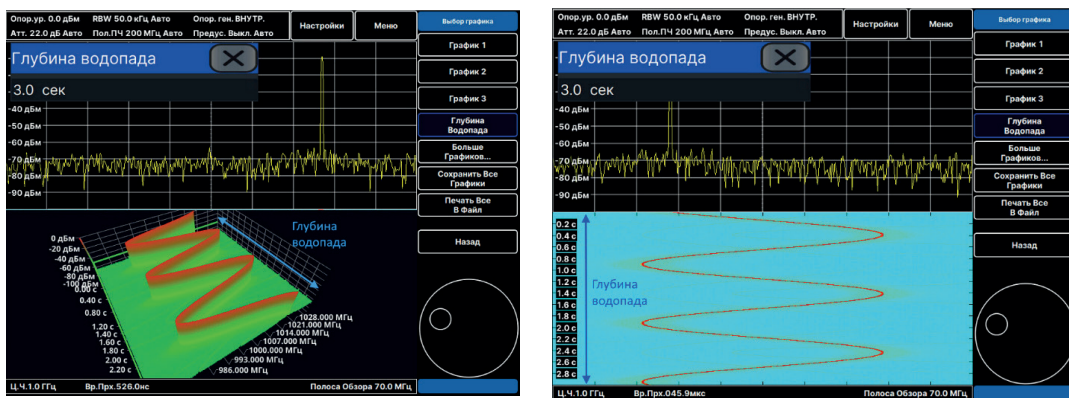 Опор.ур. 0.0 дБм RBW 50.0 кГц Авто Опор. ген. ВНУТР.
Атт. 22.0 дБ Авто Пол.ПЧ 200 МГц Авто Предус. Выкл. Авто
Настройки
Меню
Глубина водопада
3.0 сек
-40 дБм
-50 дБм
-60 дБм
-70 дБм
-80 дБм
-90 дБм
Глубина
водопада
0 дБм
-20 дБм
-40 дБм
-60 дБм
-80 дБм
-100 дБм
0.00 с
0.40 с
0.80 с
1.20 с
1.40 с
1.60 с
1.80 с
2.00 с
2.20 с
1028.000 МГц
1021.000 МГц
1014.000 МГц
1007.000 МГц
1000.000 МГц
993.000 МГц
986.000 МГц
Ц.Ч.1.0 ГГц Вр.Прх.526.0нс Полоса Обзора 70.0 МГц
Выбор графика
График 1
График 2
График 3
Глубина
Водопада
Больше
Графиков...
Сохранить Все
Графики
Печать Все
В Файл
Назад
Опор.ур. 0.0 дБм RBW 50.0 кГц Авто Опор. ген. ВНУТР.
Атт. 22.0 дБ Авто Пол.ПЧ 200 МГц Авто Предус. Выкл. Авто
Настройки
Меню
Глубина водопада
3.0 сек
-40 дБм
-50 дБм
-60 дБм
-70 дБм
-80 дБм
-90 дБм
0.2 с
0.4 с
0.6 с
0.8 с
1.0 с
1.2 с
1.4 с
1.6 с
1.8 с
2.0 с
2.2 с
2.4 с
2.6 с
2.8 с
Глубина
водопада
Ц.Ч.1.0 ГГц Вр.Прх.045.9мкс Полоса Обзора 70.0 МГц
Выбор графика
График 1
График 2
График 3
Глубина
Водопада
Больше
Графиков...
Сохранить Все
Графики
Печать Все
В Файл
Назад